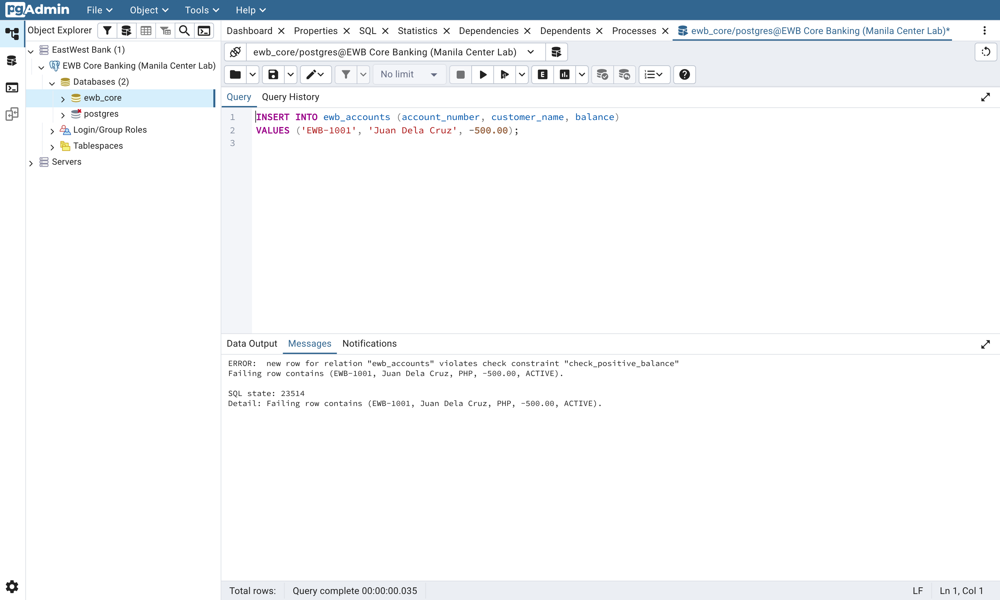 pgAdmin File Object Tools Help
Object Explorer
Dashboard Properties SQL Statistics Dependencies Dependents Processes ewb_core/postgres@EWB Core Banking (Manila Center Lab)*
EastWest Bank (1)
EWB Core Banking (Manila Center Lab)
Databases (2)
ewb_core
postgres
Login/Group Roles
Tablespaces
Servers
ewb_core/postgres@EWB Core Banking (Manila Center Lab)
No limit
E
Query Query History
1 INSERT INTO ewb_accounts (account_number, customer_name, balance)
2 VALUES ('EWB-1001', 'Juan Dela Cruz', -500.00);
3
Data Output Messages Notifications
ERROR:  new row for relation "ewb_accounts" violates check constraint "check_positive_balance"
Failing row contains (EWB-1001, Juan Dela Cruz, PHP, -500.00, ACTIVE).
SQL state: 23514
Detail: Failing row contains (EWB-1001, Juan Dela Cruz, PHP, -500.00, ACTIVE).
Total rows: Query complete 00:00:00.035 LF Ln 1, Col 1